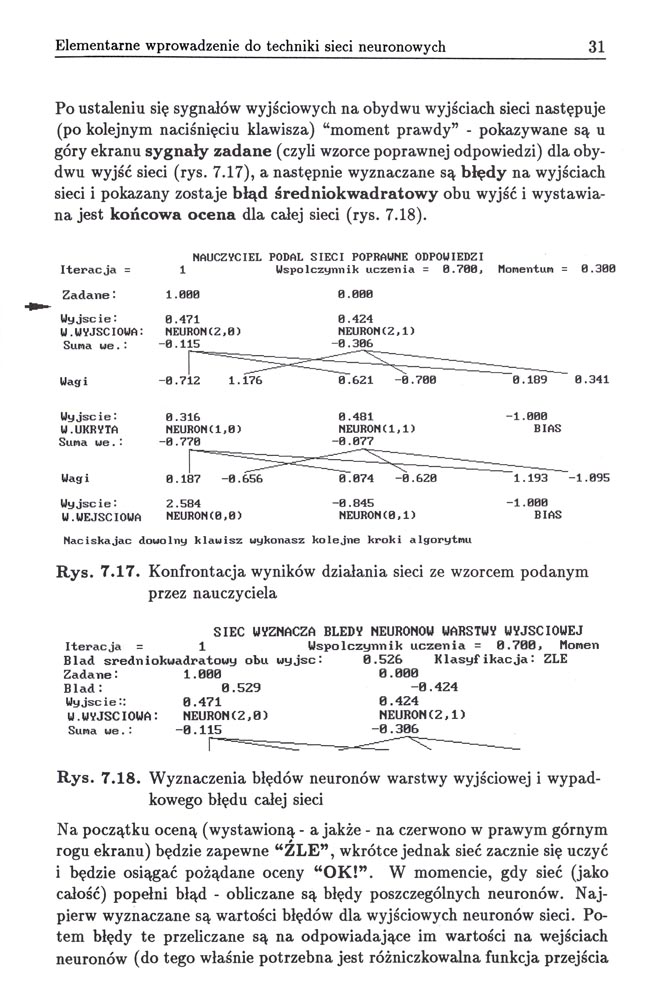 Elementarne wprowadzenie do techniki sieci neuronowych 31
Po ustaleniu się sygnałów wyjściowych na obydwu wyjściach sieci następuje
(po kolejnym naciśnięciu klawisza) “moment prawdy” - pokazywane są u
góry ekranu sygnały zadane (czyli wzorce poprawnej odpowiedzi) dla oby-
dwu wyjść sieci (rys. 7.17), a następnie wyznaczane są błędy na wyjściach
sieci i pokazany zostaje błąd średniokwadratowy obu wyjść i wystawia-
na jest końcowa ocena dla całej sieci (rys. 7.18).
NAUCZYCIEL PODAL SIECI POPRAWNE ODPOWIEDZI
Iteracja = 1 Wspolczynnik uczenia = 0.700, Momentum = 0.300
Zadane: 1.000 0.000
Wyjscie: 0.471 0.424
W.WYJSCIOWA: NEURON(2,0) NEURON(2,1)
Suma we.: -0.115 -0.306
Wagi -0.712 1.176 0.621 -0.700 0.189 0.341
Wyjscie: 0.316 0.481 -1.000
W.UKRYTA NEURON(1,0) NEURON(1,1) BIAS
Suma we.: -0.770 -0.077
Wagi 0.187 -0.656 0.074 -0.620 1.193 -1.095
Wyjscie: 2.584 -0.845 -1.000
W.WEJSCIOWA NEURON(0,0) NEURON(0,1) BIAS
Naciskajac dowolny klawisz wykonasz kolejne kroki algorytmu
Rys. 7.17. Konfrontacja wyników działania sieci ze wzorcem podanym
przez nauczyciela
SIEC WYZNACZA BLEDY NEURONOW WARSTWY WYJSCIOWEJ
Iteracja = 1 Wspolczynnik uczenia = 0.700, Momen
Blad sredniokwadratowy obu wyjsc: 0.526 Klasyfikacja: ZLE
Zadane: 1.000 0.000
Blad: 0.529 -0.424
Wyjscie:: 0.471 0.424
W.WYJSCIOWA: NEURON(2,0) NEURON(2,1)
Suma we.: -0.115 -0.306
Rys. 7.18. Wyznaczenia błędów neuronów warstwy wyjściowej i wypad-
kowego błędu całej sieci
Na początku oceną (wystawioną - a jakże - na czerwono w prawym górnym
rogu ekranu) będzie zapewne “ŹLE”, wkrótce jednak sieć zacznie się uczyć
i będzie osiągać pożądane oceny “OK!”. W momencie, gdy sieć (jako
całość) popełni błąd - obliczane są błędy poszczególnych neuronów. Naj-
pierw wyznaczane są wartości błędów dla wyjściowych neuronów sieci. Po-
tem błędy te przeliczane są na odpowiadające im wartości na wejściach
neuronów (do tego właśnie potrzebna jest różniczkowalna funkcja przejścia